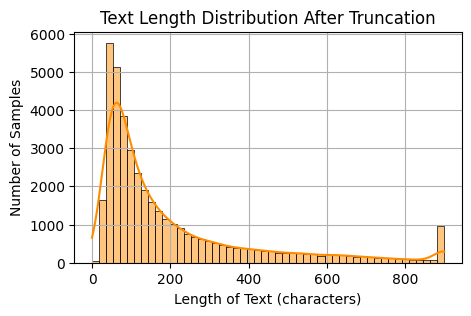 Text Length Distribution After Truncation
Number of Samples
6000
5000
4000
3000
2000
1000
0
0 200 400 600 800
Length of Text (characters)